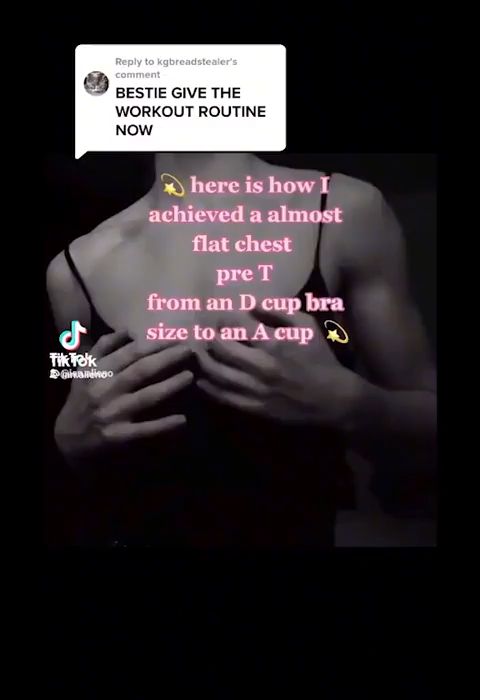 Reply to kgbreadstealer's
comment
BESTIE GIVE THE
WORKOUT ROUTINE
NOW
💫 here is how I
achieved a almost
flat chest
pre T
from an D cup bra
size to an A cup 💫
TikTok